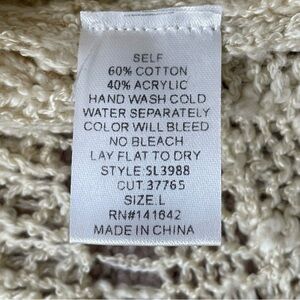 SELF
60% COTTON
40% ACRYLIC
HAND WASH COLD
WATER SEPARATELY
COLOR WILL BLEED
NO BLEACH
LAY FLAT TO DRY
STYLE:SL3988
CUT.37765
SIZE:L
RN#141642
MADE IN CHINA